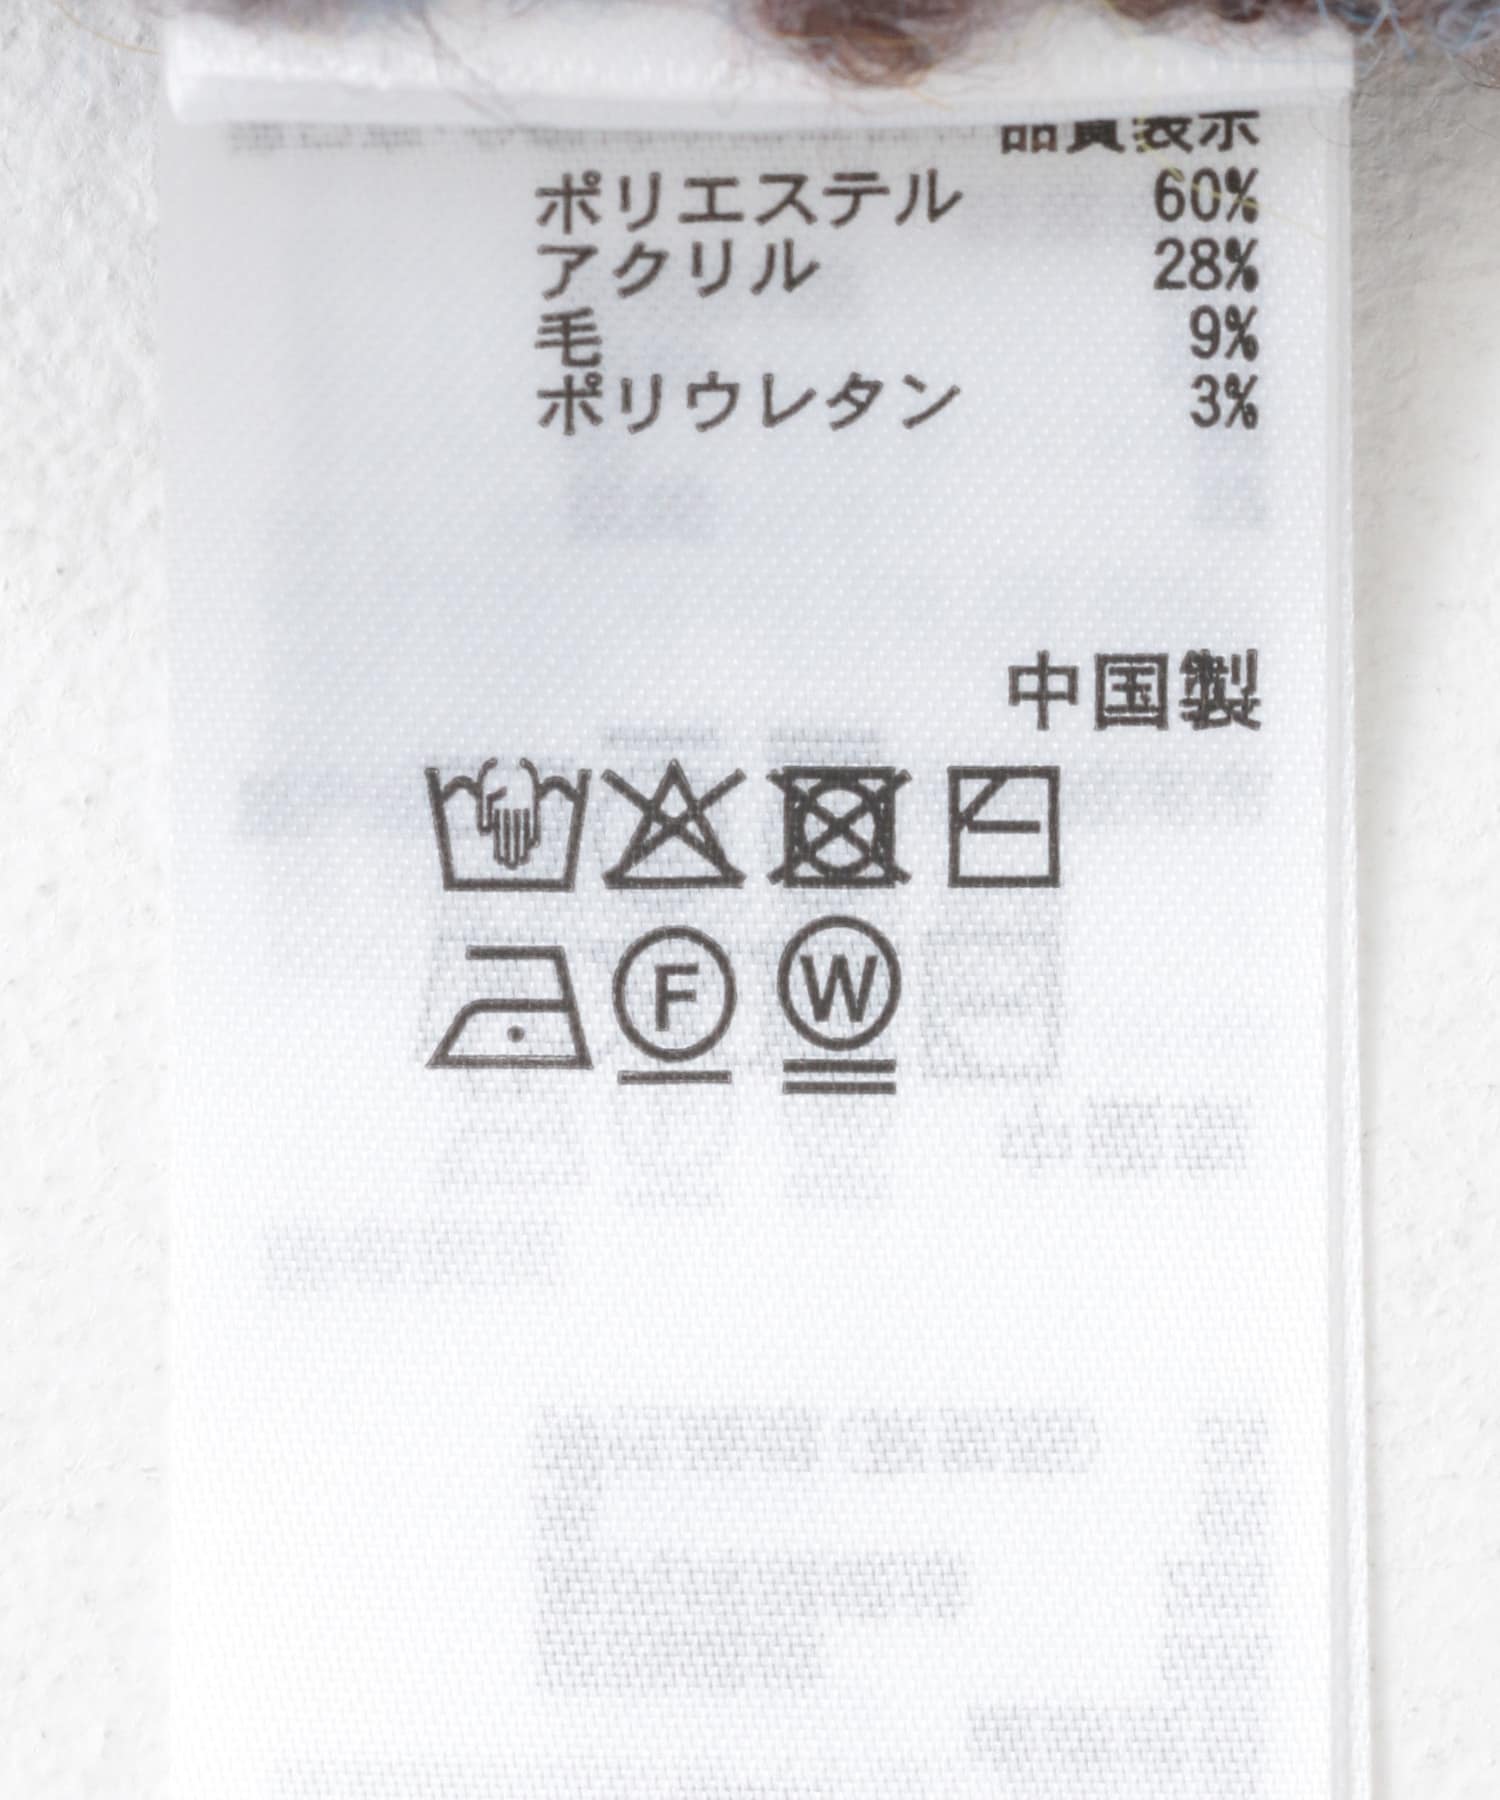 品質表示
ポリエステル 60%
アクリル 28%
毛 9%
ポリウレタン 3%
中国製
F W